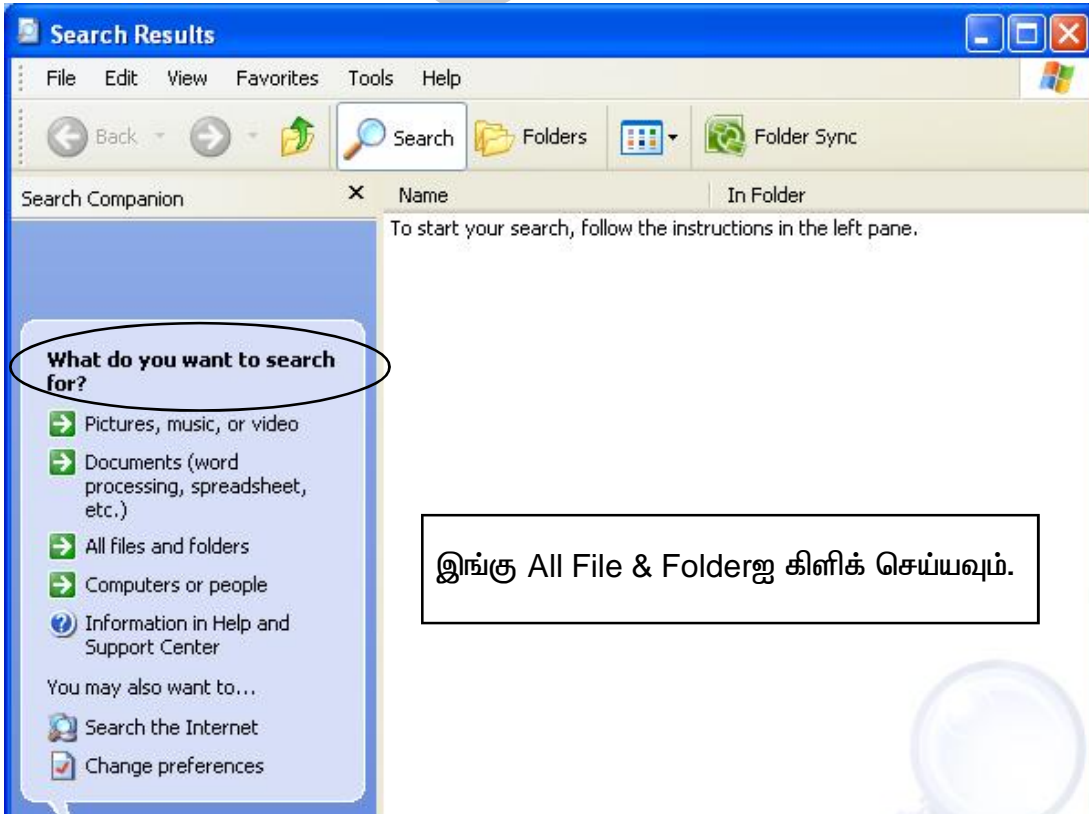 Search Results
File Edit View Favorites Tools Help
Back Search Folders Folder Sync
Search Companion Name In Folder
To start your search, follow the instructions in the left pane.
What do you want to search
for?
Pictures, music, or video
Documents (word
processing, spreadsheet,
etc.)
All files and folders
Computers or people
Information in Help and
Support Center
You may also want to...
Search the Internet
Change preferences
இங்கு All File & Folderஐ கிளிக் செய்யவும்.